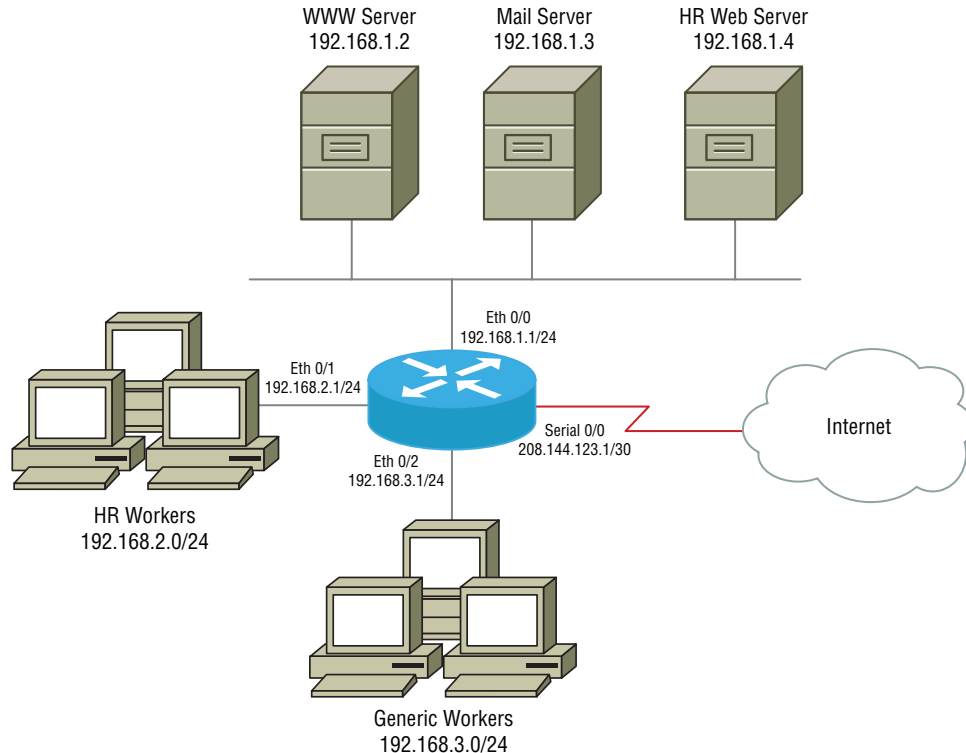 WWW Server
192.168.1.2
Mail Server
192.168.1.3
HR Web Server
192.168.1.4
Eth 0/0
192.168.1.1/24
Eth 0/1
192.168.2.1/24
Serial 0/0
208.144.123.1/30
Internet
Eth 0/2
192.168.3.1/24
HR Workers
192.168.2.0/24
Generic Workers
192.168.3.0/24